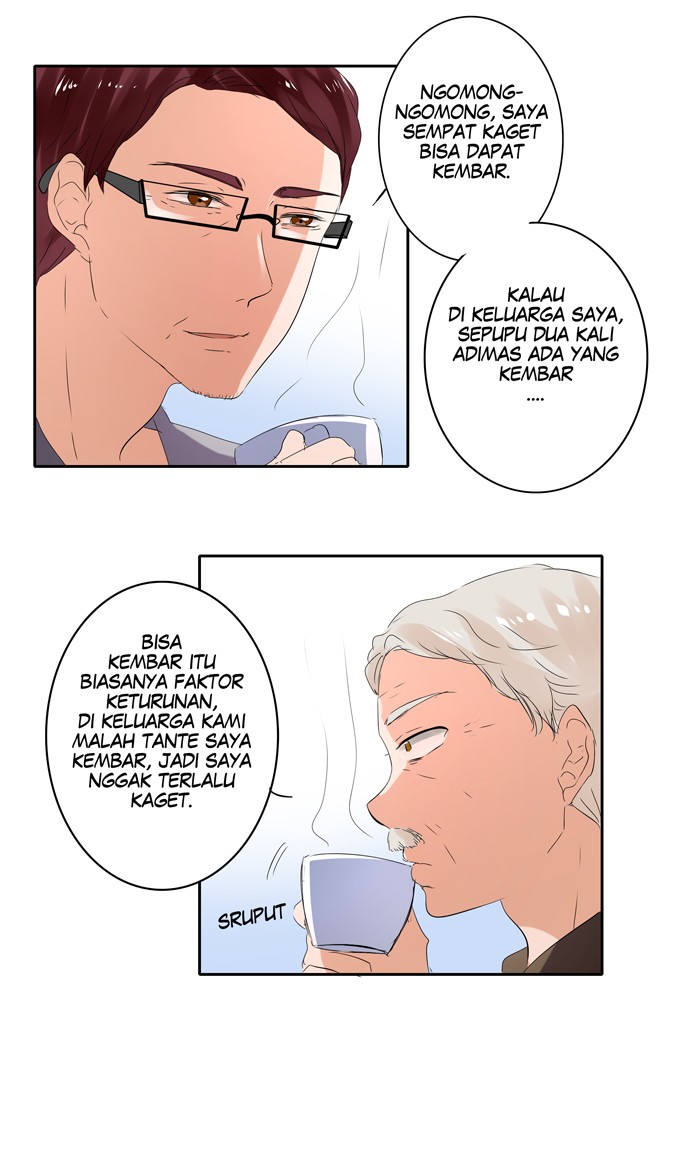 NGOMONG-
NGOMONG, SAYA
SEMPAT KAGET
BISA DAPAT
KEMBAR.
KALAU
DI KELUARGA SAYA,
SEPUPU DUA KALI
ADIMAS ADA YANG
KEMBAR
....
BISA
KEMBAR ITU
BIASANYA FAKTOR
KETURUNAN,
DI KELUARGA KAMI
MALAH TANTE SAYA
KEMBAR, JADI SAYA
NGGAK TERLALU
KAGET.
SRUPUT